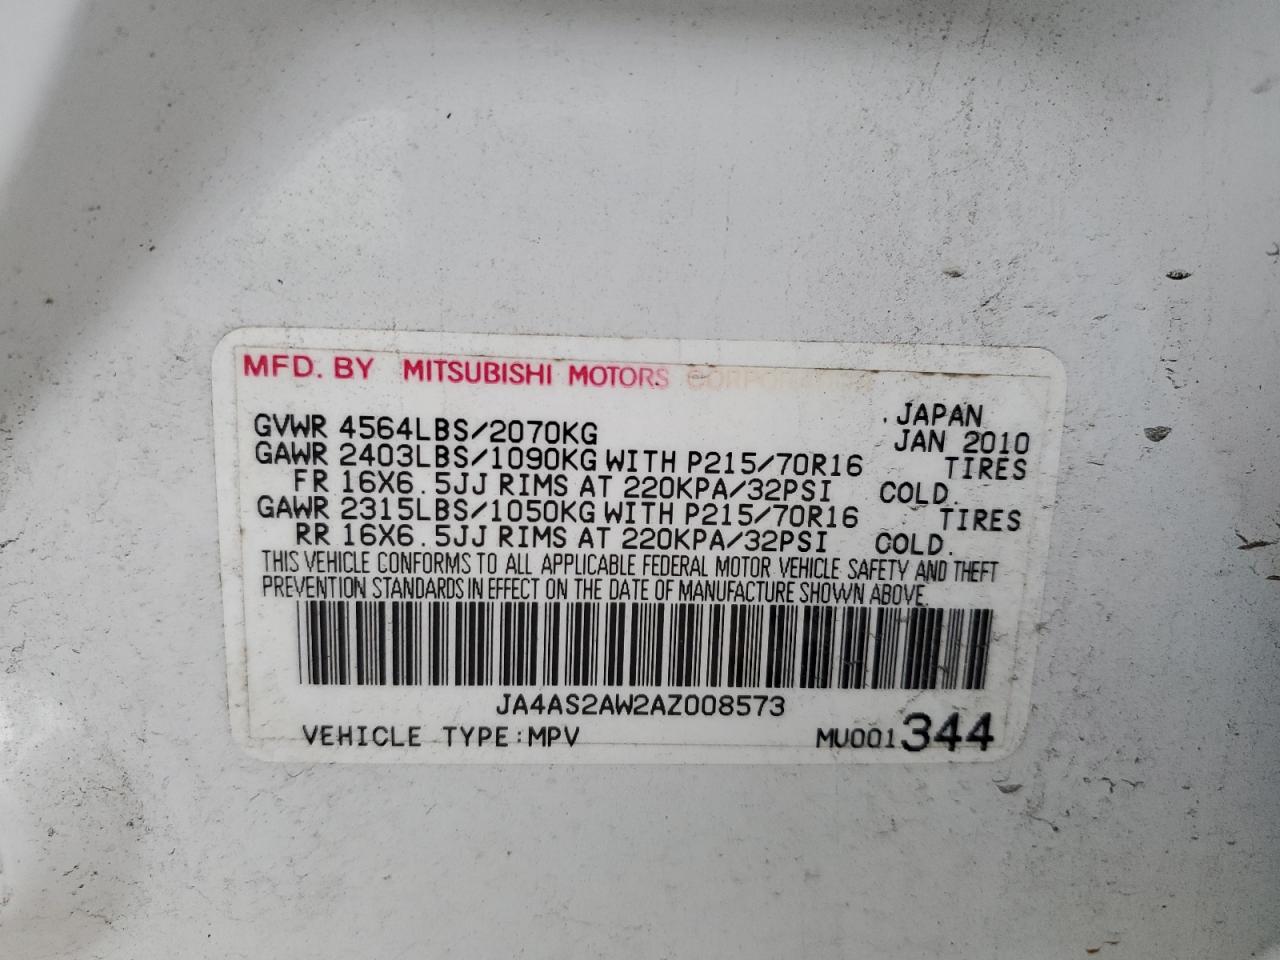 MFD. BY MITSUBISHI MOTORS CORPORATION
, JAPAN
GVWR 4564LBS/2070KG JAN 2010
GAWR 2403LBS/1090KG WITH P215/70R16 TIRES
FR 16X6.5JJ RIMS AT 220KPA/32PSI COLD.
GAWR 2315LBS/1050KG WITH P215/70R16 TIRES
RR 16X6.5JJ RIMS AT 220KPA/32PSI COLD.
THIS VEHICLE CONFORMS TO ALL APPLICABLE FEDERAL MOTOR VEHICLE SAFETY AND THEFT
PREVENTION STANDARDS IN EFFECT ON THE DATE OF MANUFACTURE SHOWN ABOVE.
JA4AS2AW2AZ008573
VEHICLE TYPE:MPV MU001344